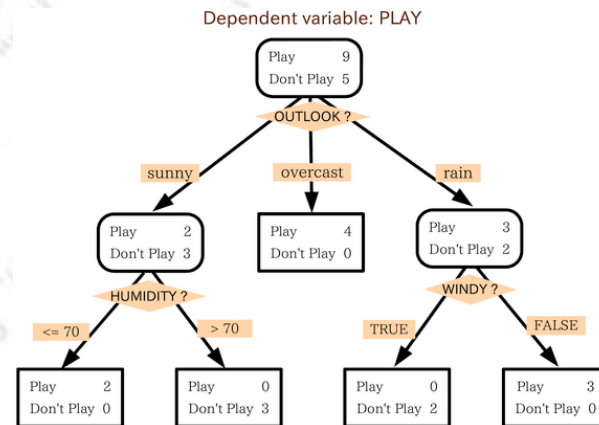 Dependent variable: PLAY
Play 9
Don't Play 5
OUTLOOK ?
sunny
overcast
rain
Play 2
Don't Play 3
Play 4
Don't Play 0
Play 3
Don't Play 2
HUMIDITY ?
WINDY ?
<= 70
> 70
TRUE
FALSE
Play 2
Don't Play 0
Play 0
Don't Play 3
Play 0
Don't Play 2
Play 3
Don't Play 0